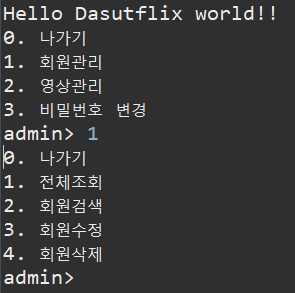 Hello Dasutflix world!!
0. 나가기
1. 회원관리
2. 영상관리
3. 비밀번호 변경
admin> 1
0. 나가기
1. 전체조회
2. 회원검색
3. 회원수정
4. 회원삭제
admin>